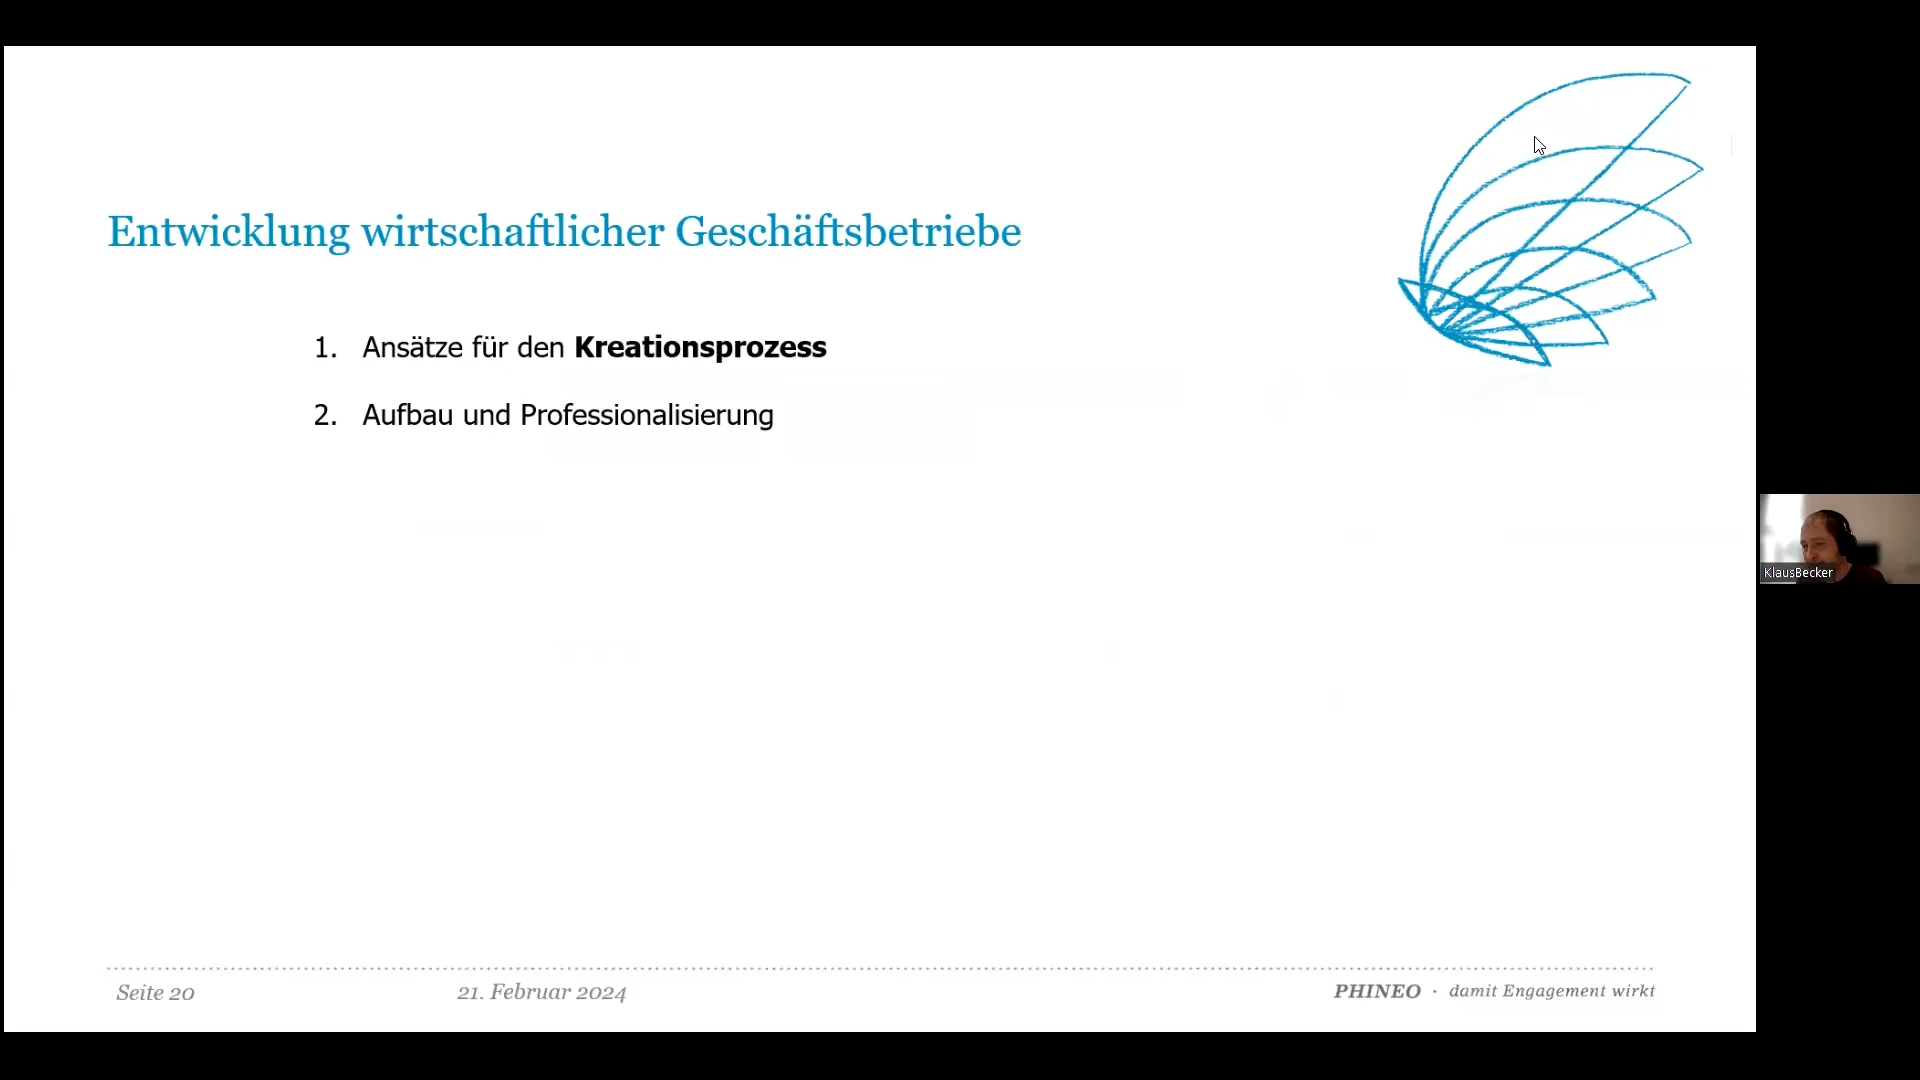 Entwicklung wirtschaftlicher Geschäftsbetriebe
1. Ansätze für den Kreationsprozess
2. Aufbau und Professionalisierung
KlausBecker
Seite 20 21. Februar 2024 PHINEO · damit Engagement wirkt